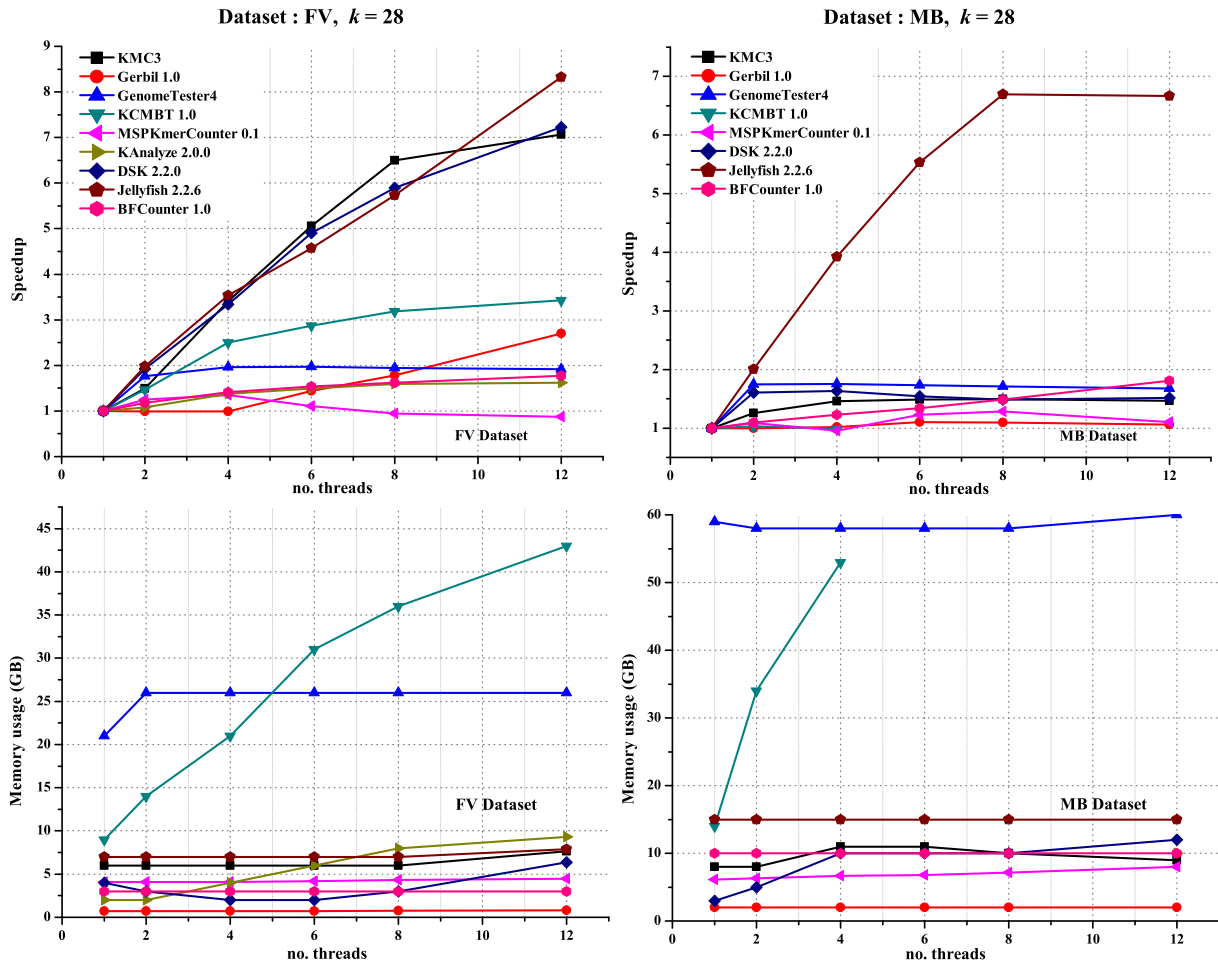 Dataset : FV, k = 28
9
8
7
6
5
4
3
2
1
0
Speedup
KMC3
Gerbil 1.0
GenomeTester4
KCMBT 1.0
MSPKmerCounter 0.1
KAnalyze 2.0.0
DSK 2.2.0
Jellyfish 2.2.6
BFCounter 1.0
FV Dataset
0 2 4 6 8 10 12
no. threads
Dataset : MB, k = 28
7
6
5
4
3
2
1
Speedup
KMC3
Gerbil 1.0
GenomeTester4
KCMBT 1.0
MSPKmerCounter 0.1
DSK 2.2.0
Jellyfish 2.2.6
BFCounter 1.0
MB Dataset
0 2 4 6 8 10 12
no. threads
45
40
35
30
25
20
15
10
5
0
Memory usage (GB)
FV Dataset
0 2 4 6 8 10 12
no. threads
60
50
40
30
20
10
0
Memory usage (GB)
MB Dataset
0 2 4 6 8 10 12
no. threads